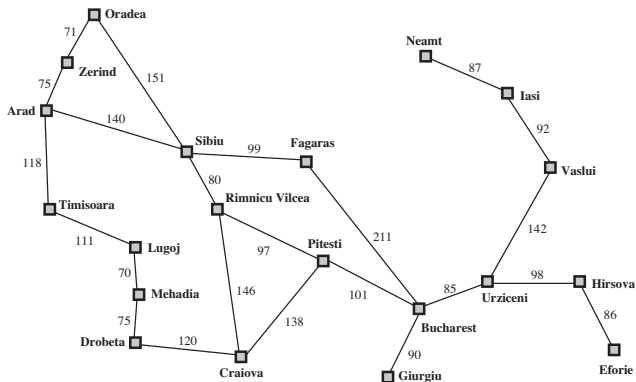 Oradea
71
Neamt
Zerind
87
151
75
Iasi
Arad
140
92
Sibiu
Fagaras
99
118
Vaslui
80
Rimnicu Vilcea
Timisoara
142
111
211
Lugoj
97
Pitesti
70
98
Hirsova
146
85
Mehadia
101
Urziceni
138
86
75
Bucharest
120
Drobeta
90
Eforie
Craiova
Giurgiu